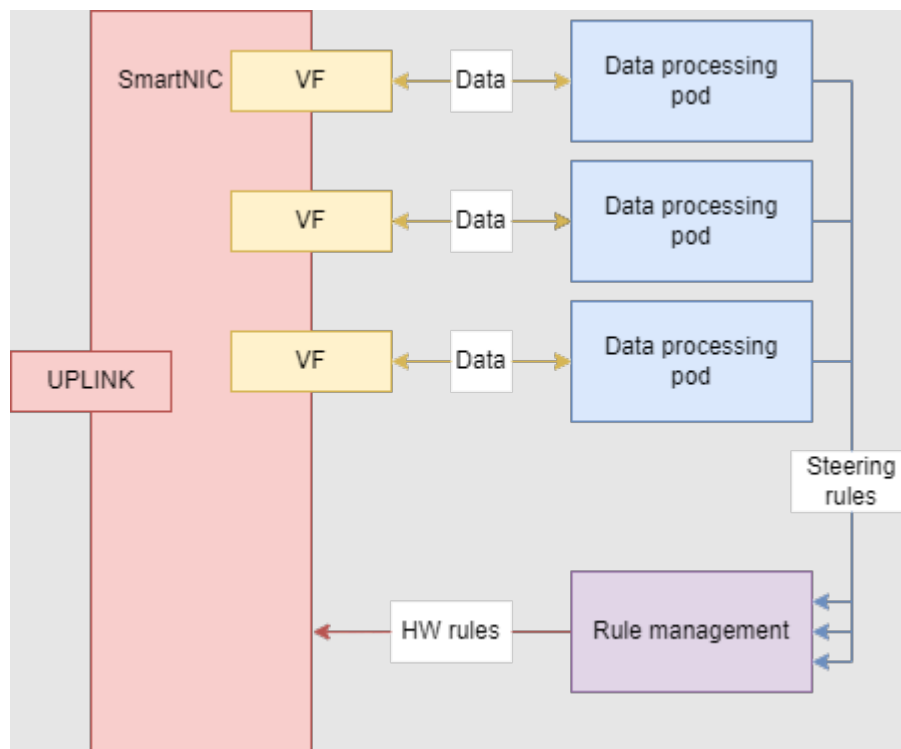 SmartNIC
VF
Data
Data processing
pod
VF
Data
Data processing
pod
VF
Data
Data processing
pod
UPLINK
Steering
rules
HW rules
Rule management